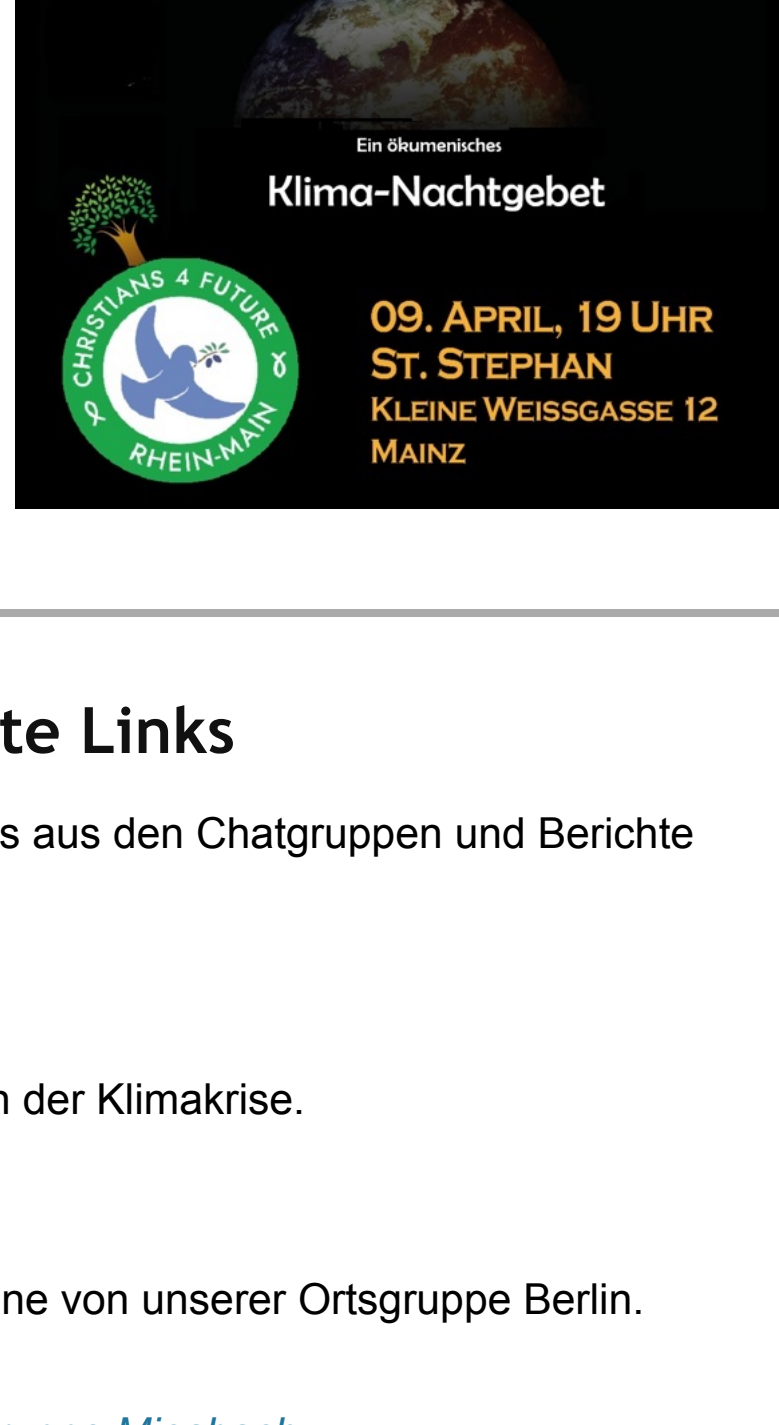 Ein ökumenisches
Klima-Nachtgebet
CHRISTIANS 4 FUTURE
RHEIN-MAIN
09. APRIL, 19 UHR
ST. STEPHAN
KLEINE WEISSGASSE 12
MAINZ
te Links
s aus den Chatgruppen und Berichte
n der Klimakrise.
ne von unserer Ortsgruppe Berlin.